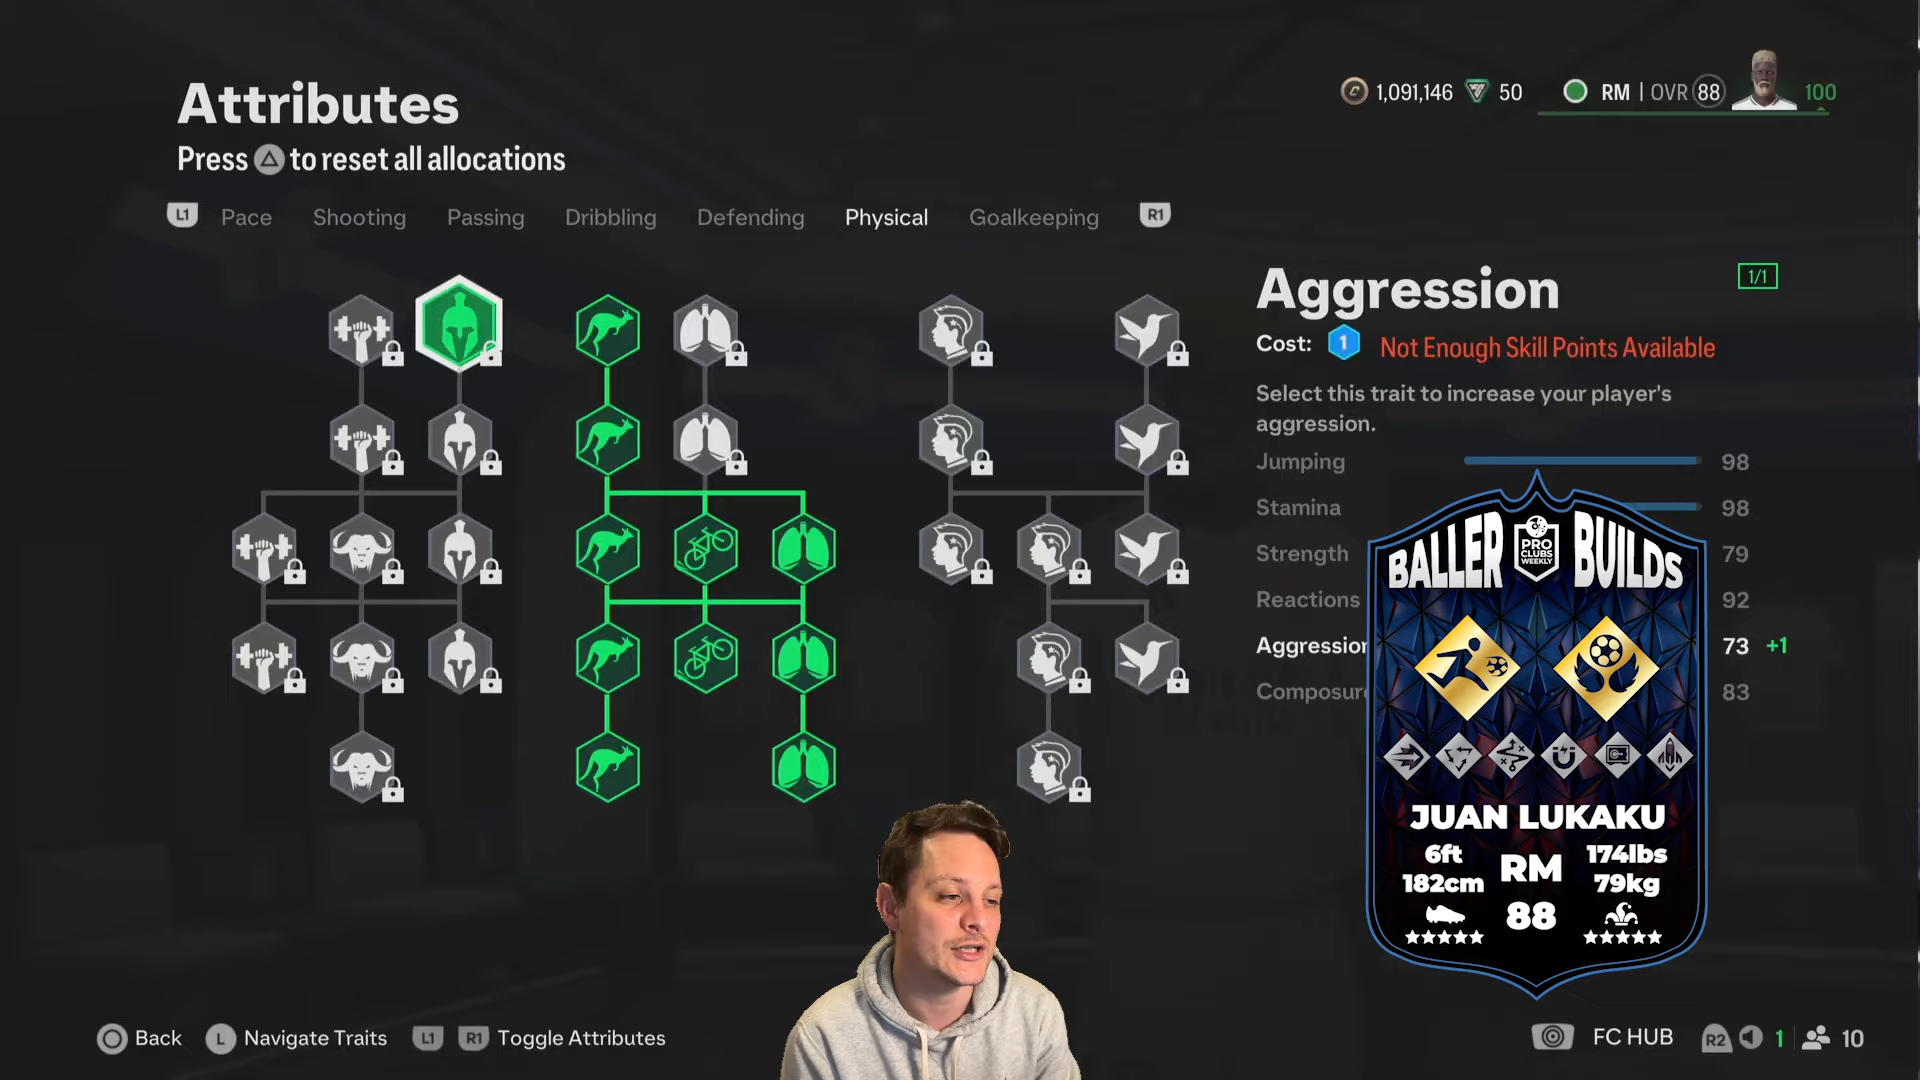 Attributes
Press to reset all allocations
1,091,146 50 RM | OVR 88 100
L1 Pace Shooting Passing Dribbling Defending Physical Goalkeeping R1
Aggression 1/1
Cost: 1 Not Enough Skill Points Available
Select this trait to increase your player's
aggression.
Jumping 98
Stamina 98
Strength 79
Reactions 92
Aggression 73 +1
Composure 83
BALLER BUILDS
PRO
CLUBS
WEEKLY
JUAN LUKAKU
6ft 174lbs
182cm RM 79kg
88
Back L Navigate Traits L1 R1 Toggle Attributes
FC HUB R2 1 10